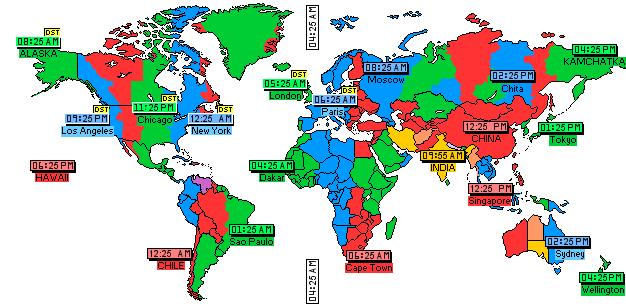 04:25 AM
DST
08:25 AM
ALASKA
04:25 PM
KAMCHATKA
08:25 AM
Moscow
02:25 PM
Chita
DST
05:25 AM
London
DST
06:25 AM
Paris
DST
09:25 PM
Los Angeles
DST
11:25 PM
Chicago
DST
12:25 AM
New York
12:25 PM
CHINA
01:25 PM
Tokyo
09:55 AM
INDIA
06:25 PM
HAWAII
04:25 AM
Dakar
12:25 PM
Singapore
01:25 AM
Sao Paulo
02:25 PM
Sydney
12:25 AM
CHILE
06:25 AM
Cape Town
04:25 AM
04:25 PM
Wellington